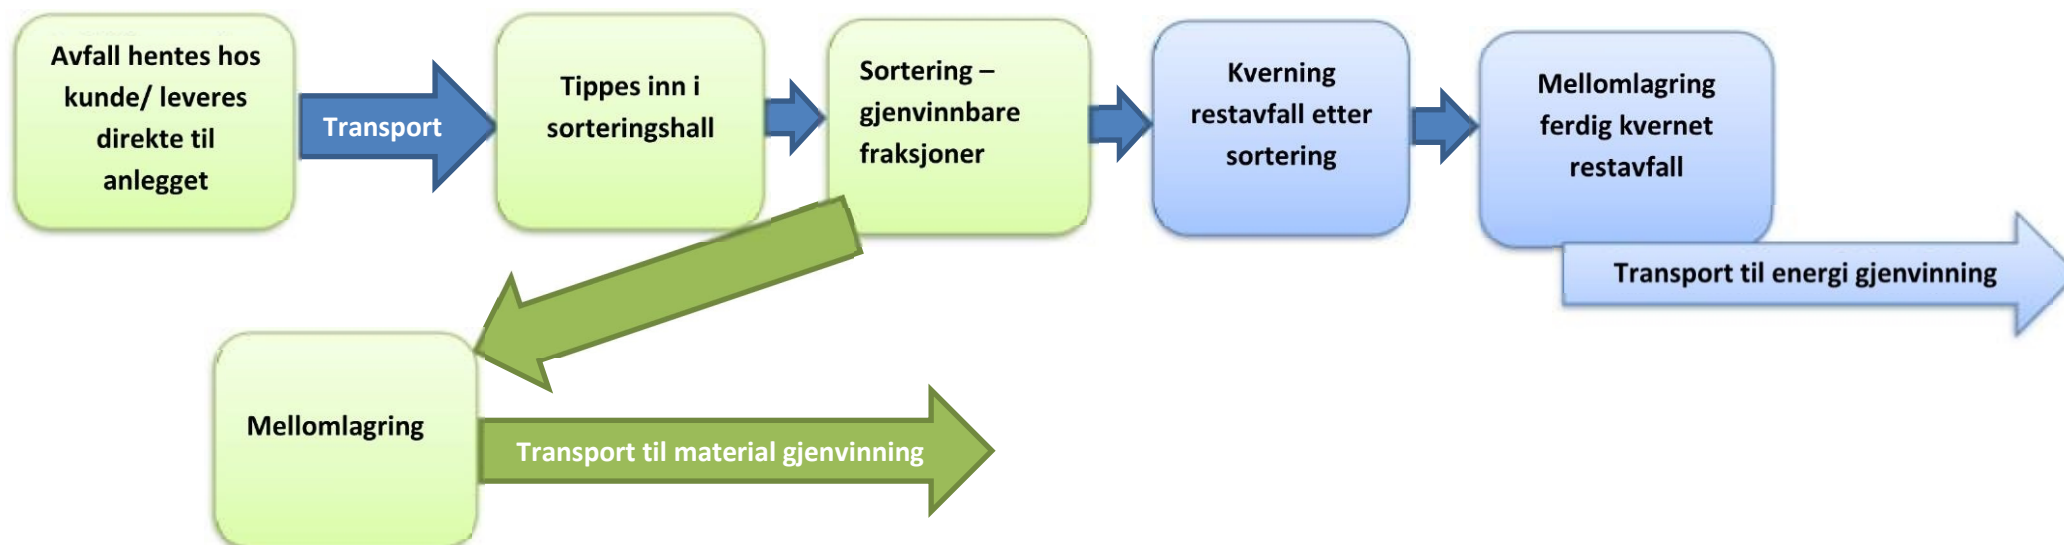 Avfall hentes hos
kunde/ leveres
direkte til
anlegget
Transport
Tippes inn i
sorteringshall
Sortering –
gjenvinnbare
fraksjoner
Kverning
restavfall etter
sortering
Mellomlagring
ferdig kvernet
restavfall
Transport til energi gjenvinning
Mellomlagring
Transport til material gjenvinning